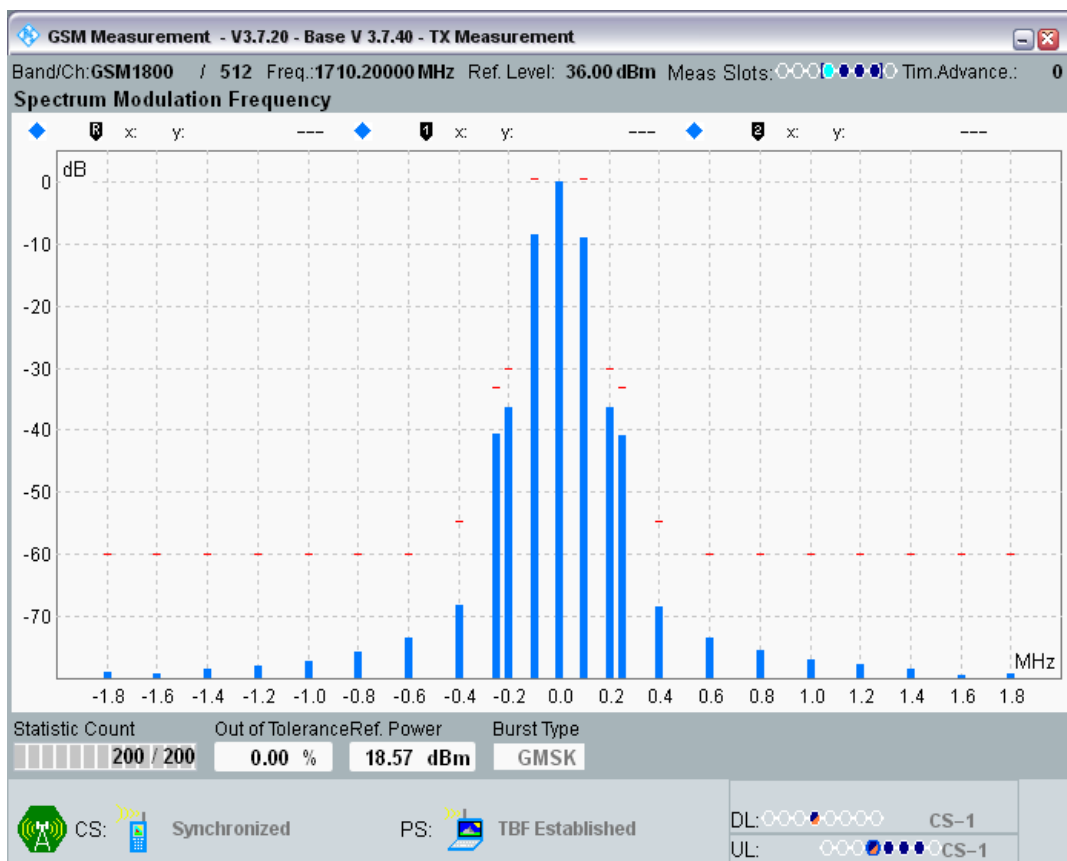 GSM Measurement - V3.7.20 - Base V 3.7.40 - TX Measurement
Band/Ch:GSM1800 / 512 Freq.:1710.20000 MHz Ref. Level: 36.00 dBm Meas Slots: Tim.Advance.: 0
Spectrum Modulation Frequency
R x: y: --- 1 x: y: --- 2 x: y: ---
dB
0
-10
-20
-30
-40
-50
-60
-70
MHz
-1.8 -1.6 -1.4 -1.2 -1.0 -0.8 -0.6 -0.4 -0.2 0.0 0.2 0.4 0.6 0.8 1.0 1.2 1.4 1.6 1.8
Statistic Count Out of Tolerance Ref. Power Burst Type
200 / 200 0.00 % 18.57 dBm GMSK
CS: Synchronized PS: TBF Established
DL: CS-1
UL: CS-1